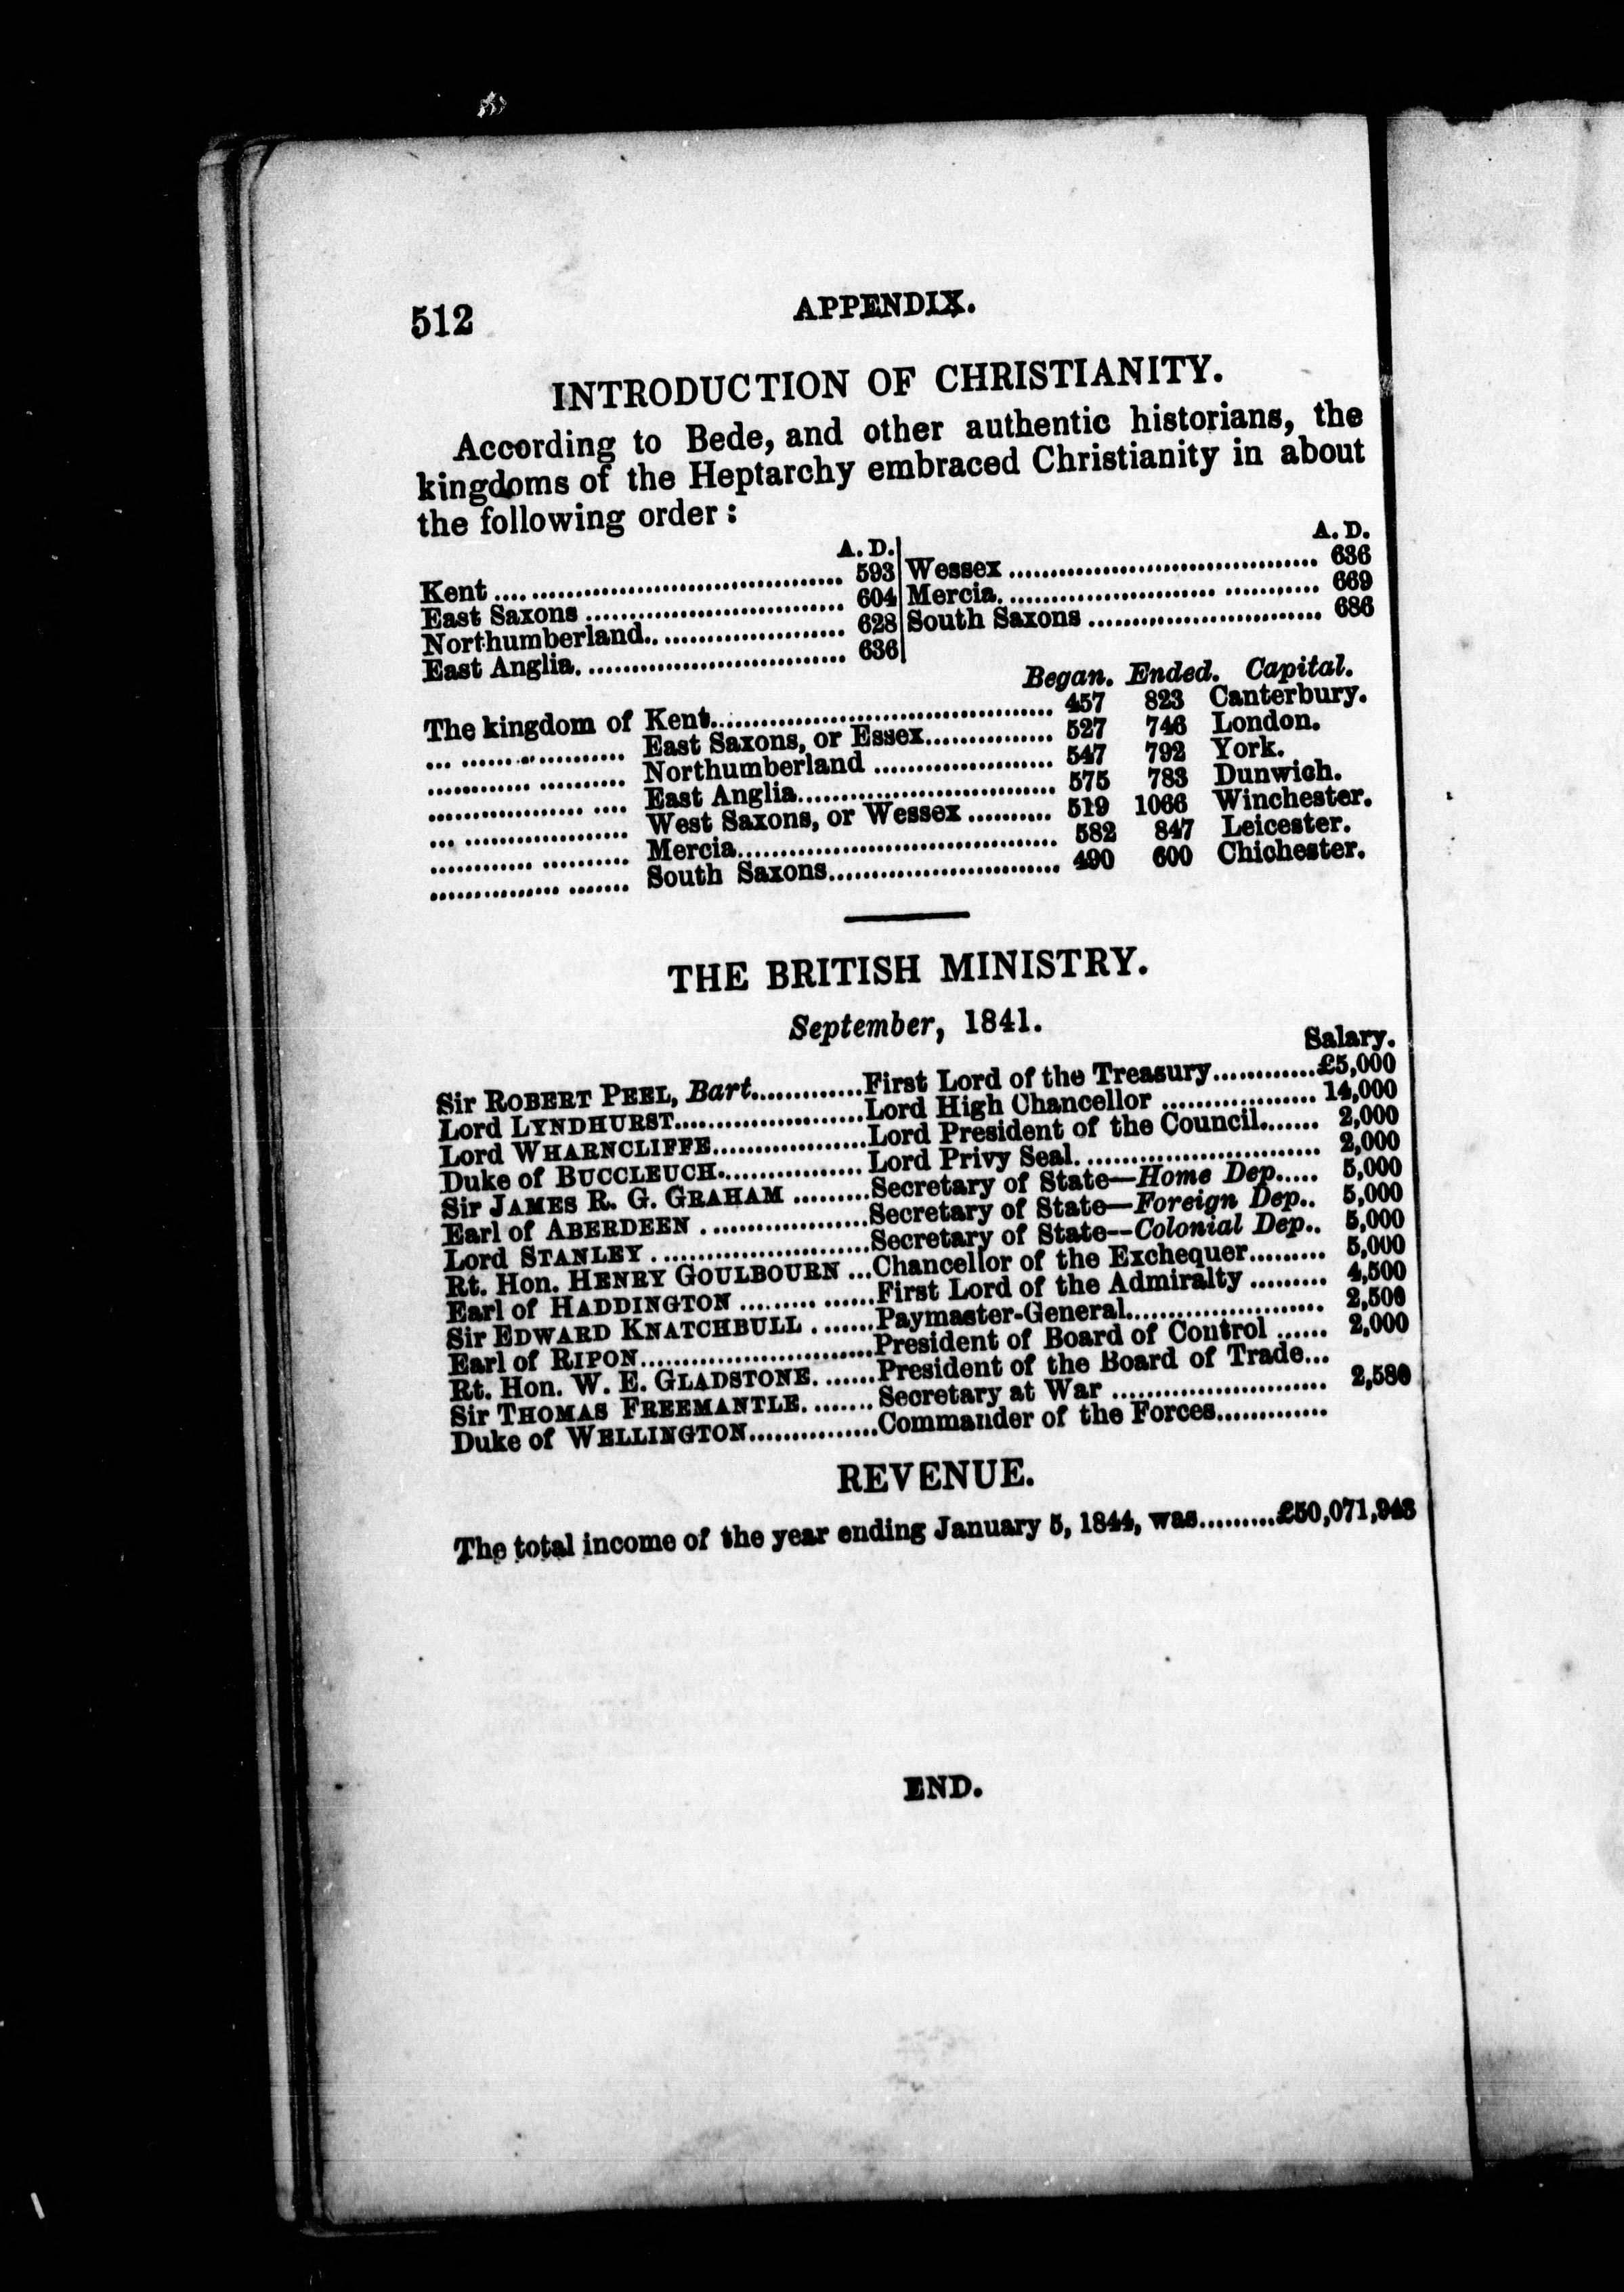 512
APPENDIX.
INTRODUCTION OF CHRISTIANITY.
According to Bede, and other authentic historians, the
kingdoms of the Heptarchy embraced Christianity in about
the following order :
A. D.
Kent .................................... 593
East Saxons .............................. 604
Northumberland........................ 628
East Anglia.............................. 636
A. D.
Wessex .................................... 636
Mercia..................................... 669
South Saxons ........................... 686
Began. Ended. Capital.
The kingdom of Kent....................................... 457 823 Canterbury.
....................... East Saxons, or Essex............... 527 746 London.
....................... Northumberland ..................... 547 792 York.
....................... East Anglia.............................. 575 783 Dunwich.
....................... West Saxons, or Wessex .......... 519 1066 Winchester.
....................... Mercia..................................... 582 847 Leicester.
....................... South Saxons........................... 490 600 Chichester.
THE BRITISH MINISTRY.
September, 1841.
Salary.
Sir ROBERT PEEL, Bart.............First Lord of the Treasury............£5,000
Lord LYNDHURST......................Lord High Chancellor .................. 14,000
Lord WHARNCLIFFE..................Lord President of the Council....... 2,000
Duke of BUCCLEUCH.................Lord Privy Seal............................ 2,000
Sir JAMES R. G. GRAHAM .........Secretary of State—Home Dep..... 5,000
Earl of ABERDEEN ...................Secretary of State—Foreign Dep.. 5,000
Lord STANLEY .........................Secretary of State--Colonial Dep.. 5,000
Rt. Hon. HENRY GOULBOURN ...Chancellor of the Exchequer......... 5,000
Earl of HADDINGTON ...............First Lord of the Admiralty ......... 4,500
Sir EDWARD KNATCHBULL ........Paymaster-General....................... 2,500
Earl of RIPON...........................President of Board of Control ...... 2,000
Rt. Hon. W. E. GLADSTONE........President of the Board of Trade...
Sir THOMAS FREEMANTLE........ Secretary at War ......................... 2,580
Duke of WELLINGTON...............Commander of the Forces.............
REVENUE.
The total income of the year ending January 5, 1844, was.........£50,071,943
END.